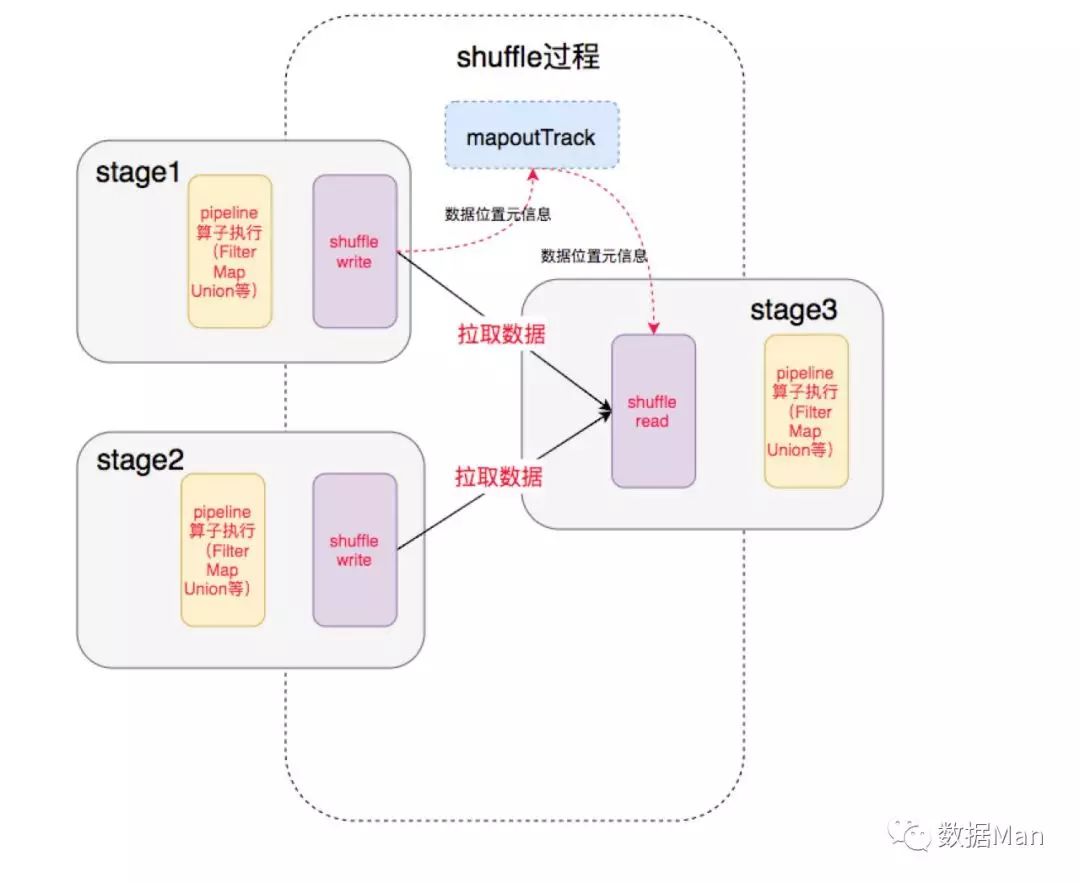 shuffle过程
mapoutTrack
stage1
pipeline
算子执行
（Filter
Map
Union等）
shuffle
write
数据位置元信息
数据位置元信息
拉取数据
stage3
shuffle
read
pipeline
算子执行
（Filter
Map
Union等）
stage2
pipeline
算子执行
（Filter
Map
Union等）
shuffle
write
拉取数据
数据Man